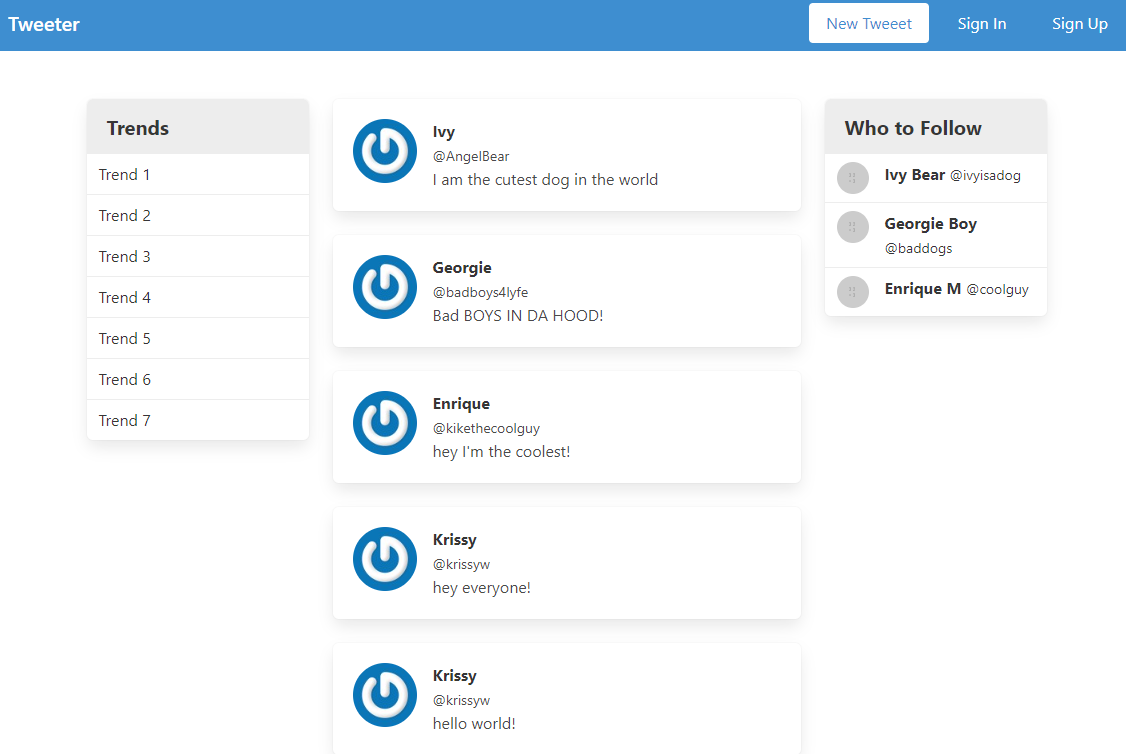 Tweeter
New Tweeet
Sign In
Sign Up
Trends
Trend 1
Trend 2
Trend 3
Trend 4
Trend 5
Trend 6
Trend 7
Ivy
@AngelBear
I am the cutest dog in the world
Georgie
@badboys4lyfe
Bad BOYS IN DA HOOD!
Enrique
@kikethecoolguy
hey I'm the coolest!
Krissy
@krissyw
hey everyone!
Krissy
@krissyw
hello world!
Who to Follow
Ivy Bear @ivyisadog
Georgie Boy
@baddogs
Enrique M @coolguy